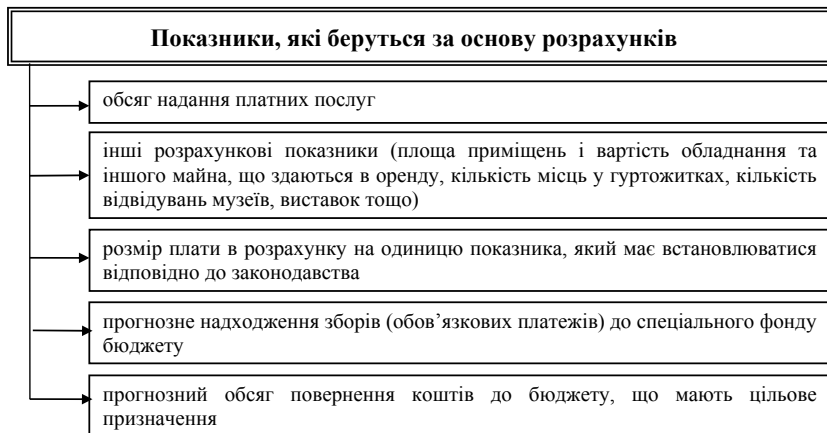 Показники, які беруться за основу розрахунків
обсяг надання платних послуг
інші розрахункові показники (площа приміщень і вартість обладнання та
іншого майна, що здаються в оренду, кількість місць у гуртожитках, кількість
відвідувань музеїв, виставок тощо)
розмір плати в розрахунку на одиницю показника, який має встановлюватися
відповідно до законодавства
прогнозне надходження зборів (обов’язкових платежів) до спеціального фонду
бюджету
прогнозний обсяг повернення коштів до бюджету, що мають цільове
призначення